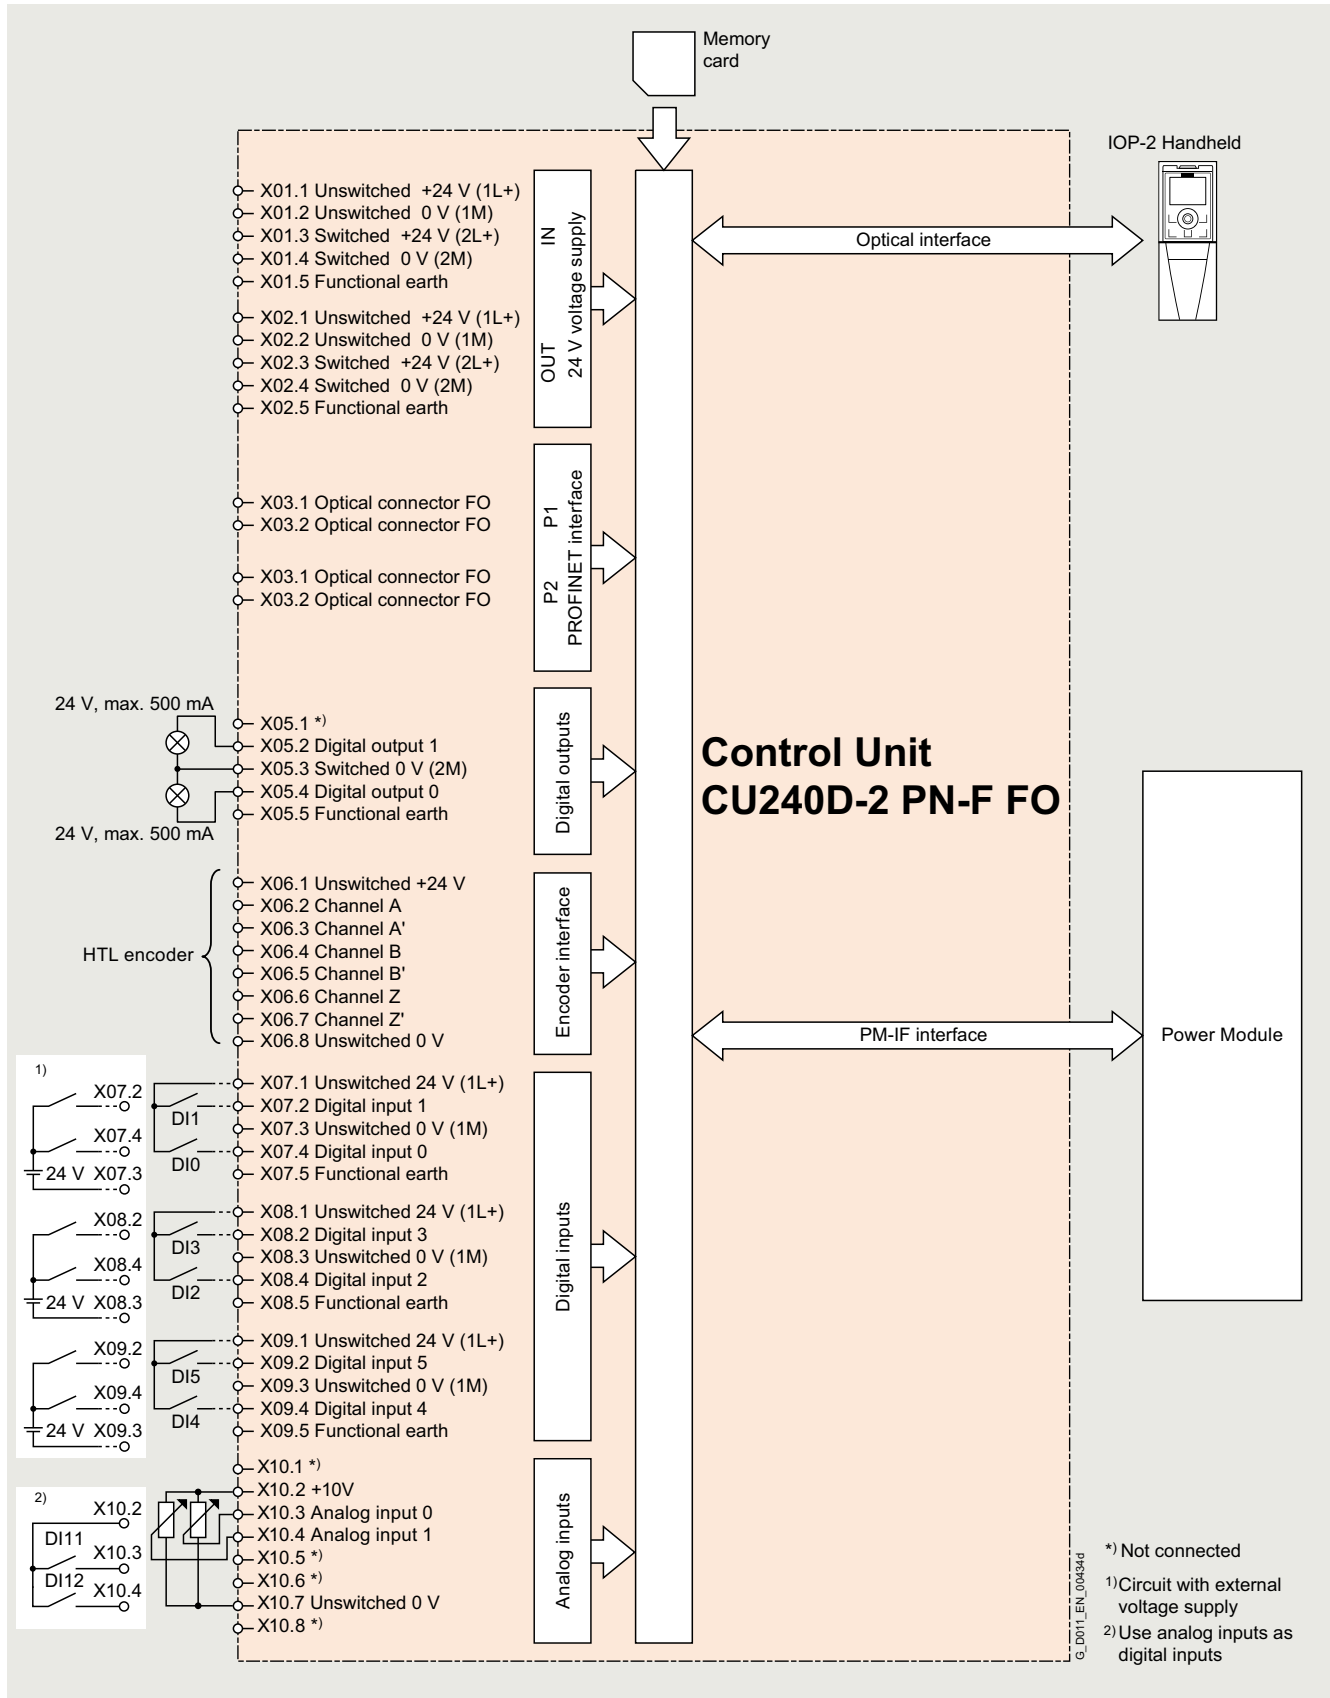 Memory
card
IOP-2 Handheld
X01.1 Unswitched +24 V (1L+)
X01.2 Unswitched 0 V (1M)
X01.3 Switched +24 V (2L+)
X01.4 Switched 0 V (2M)
X01.5 Functional earth
X02.1 Unswitched +24 V (1L+)
X02.2 Unswitched 0 V (1M)
X02.3 Switched +24 V (2L+)
X02.4 Switched 0 V (2M)
X02.5 Functional earth
IN
OUT
24 V voltage supply
Optical interface
X03.1 Optical connector FO
X03.2 Optical connector FO
X03.1 Optical connector FO
X03.2 Optical connector FO
P1
P2
PROFINET interface
24 V, max. 500 mA
24 V, max. 500 mA
X05.1 *)
X05.2 Digital output 1
X05.3 Switched 0 V (2M)
X05.4 Digital output 0
X05.5 Functional earth
Digital outputs
Control Unit
CU240D-2 PN-F FO
HTL encoder
X06.1 Unswitched +24 V
X06.2 Channel A
X06.3 Channel A'
X06.4 Channel B
X06.5 Channel B'
X06.6 Channel Z
X06.7 Channel Z'
X06.8 Unswitched 0 V
Encoder interface
PM-IF interface
Power Module
1)
X07.2
X07.4
24 V X07.3
DI1
DI0
X07.1 Unswitched 24 V (1L+)
X07.2 Digital input 1
X07.3 Unswitched 0 V (1M)
X07.4 Digital input 0
X07.5 Functional earth
X08.2
X08.4
24 V X08.3
DI3
DI2
X08.1 Unswitched 24 V (1L+)
X08.2 Digital input 3
X08.3 Unswitched 0 V (1M)
X08.4 Digital input 2
X08.5 Functional earth
Digital inputs
X09.2
X09.4
24 V X09.3
DI5
DI4
X09.1 Unswitched 24 V (1L+)
X09.2 Digital input 5
X09.3 Unswitched 0 V (1M)
X09.4 Digital input 4
X09.5 Functional earth
2)
X10.2
DI11
X10.3
DI12
X10.4
X10.1 *)
X10.2 +10V
X10.3 Analog input 0
X10.4 Analog input 1
X10.5 *)
X10.6 *)
X10.7 Unswitched 0 V
X10.8 *)
Analog inputs
G_D011_EN_00434d
*) Not connected
1) Circuit with external
voltage supply
2) Use analog inputs as
digital inputs